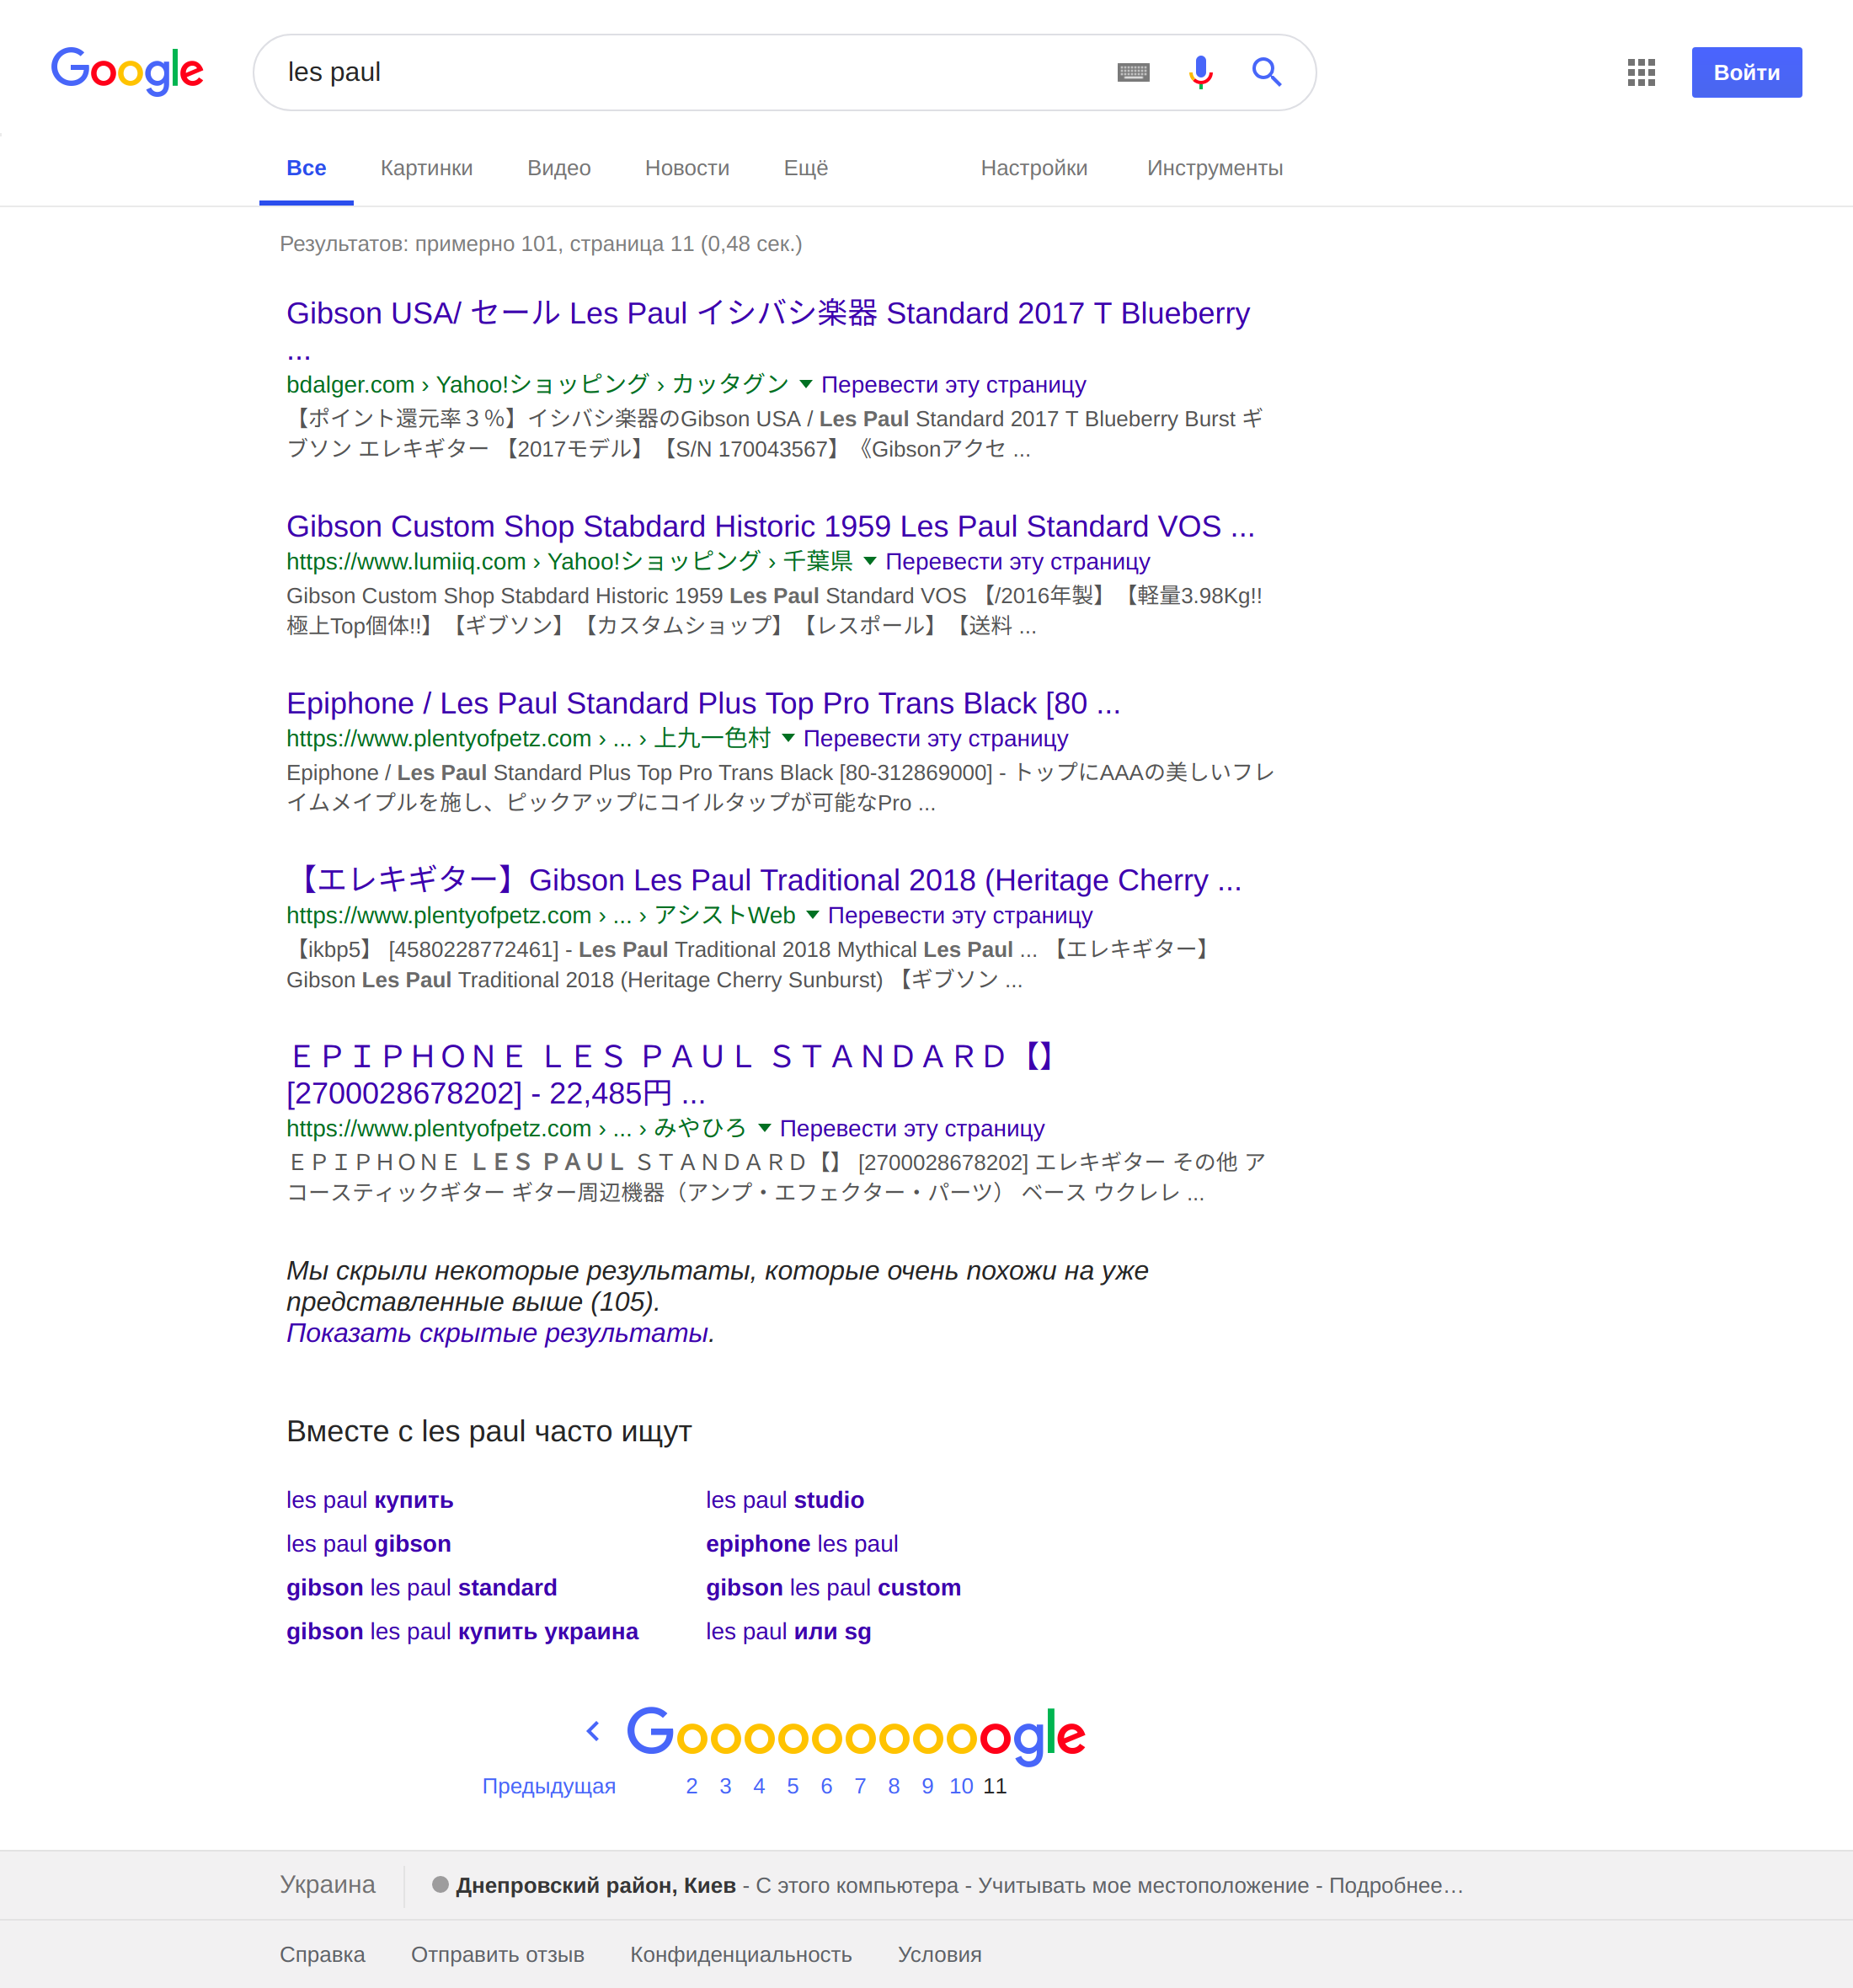 Google
les paul
Войти
Все Картинки Видео Новости Ещё Настройки Инструменты
Результатов: примерно 101, страница 11 (0,48 сек.)
Gibson USA/ セール Les Paul イシバシ楽器 Standard 2017 T Blueberry
...
bdalger.com › Yahoo!ショッピング › カッタグン Перевести эту страницу
【ポイント還元率３％】イシバシ楽器のGibson USA / Les Paul Standard 2017 T Blueberry Burst ギ
ブソン エレキギター 【2017モデル】【S/N 170043567】《Gibsonアクセ ...
Gibson Custom Shop Stabdard Historic 1959 Les Paul Standard VOS ...
https://www.lumiiq.com › Yahoo!ショッピング › 千葉県 Перевести эту страницу
Gibson Custom Shop Stabdard Historic 1959 Les Paul Standard VOS 【/2016年製】【軽量3.98Kg!!
極上Top個体!!】【ギブソン】【カスタムショップ】【レスポール】【送料 ...
Epiphone / Les Paul Standard Plus Top Pro Trans Black [80 ...
https://www.plentyofpetz.com › ... › 上九一色村 Перевести эту страницу
Epiphone / Les Paul Standard Plus Top Pro Trans Black [80-312869000] - トップにAAAの美しいフレ
イムメイプルを施し、ピックアップにコイルタップが可能なPro ...
【エレキギター】Gibson Les Paul Traditional 2018 (Heritage Cherry ...
https://www.plentyofpetz.com › ... › アシストWeb Перевести эту страницу
【ikbp5】 [4580228772461] - Les Paul Traditional 2018 Mythical Les Paul ... 【エレキギター】
Gibson Les Paul Traditional 2018 (Heritage Cherry Sunburst) 【ギブソン ...
ＥＰＩＰＨＯＮＥ ＬＥＳ ＰＡＵＬ ＳＴＡＮＤＡＲＤ【】
[2700028678202] - 22,485円 ...
https://www.plentyofpetz.com › ... › みやひろ Перевести эту страницу
ＥＰＩＰＨＯＮＥ ＬＥＳ ＰＡＵＬ ＳＴＡＮＤＡＲＤ【】 [2700028678202] エレキギター その他 ア
コースティックギター ギター周辺機器（アンプ・エフェクター・パーツ） ベース ウクレレ ...
Мы скрыли некоторые результаты, которые очень похожи на уже
представленные выше (105).
Показать скрытые результаты.
Вместе с les paul часто ищут
les paul купить les paul studio
les paul gibson epiphone les paul
gibson les paul standard gibson les paul custom
gibson les paul купить украина les paul или sg
Goooooooooogle
Предыдущая 2 3 4 5 6 7 8 9 10 11
Украина Днепровский район, Киев - С этого компьютера - Учитывать мое местоположение - Подробнее…
Справка Отправить отзыв Конфиденциальность Условия